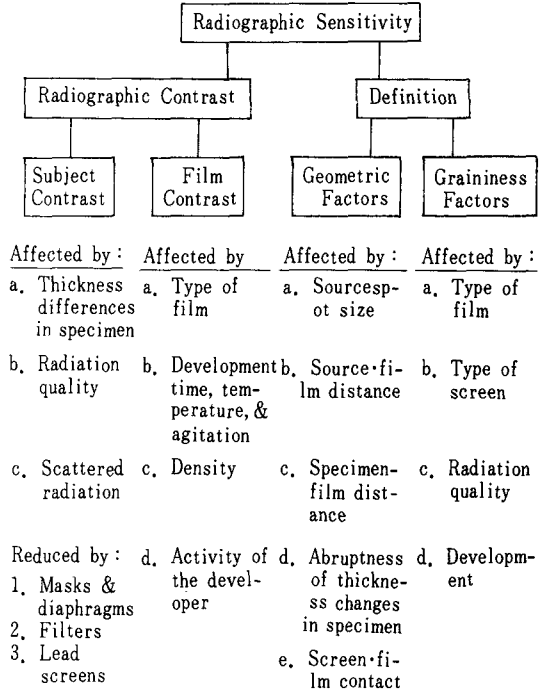 Radiographic Sensitivity
Radiographic Contrast
Definition
Subject
Contrast
Film
Contrast
Geometric
Factors
Graininess
Factors
Affected by :
a. Thickness
differences
in specimen
b. Radiation
quality
c. Scattered
radiation
Reduced by :
1. Masks &
diaphragms
2. Filters
3. Lead
screens
Affected by
a. Type of
film
b. Development
time, tem-
perature, &
agitation
c. Density
d. Activity of
the devel-
oper
Affected by :
a. Sourcesp-
ot size
b. Source·fi-
lm distance
c. Specimen-
film dist-
ance
d. Abruptness
of thickne-
ss changes
in specimen
e. Screen·fi-
lm contact
Affected by :
a. Type of
film
b. Type of
screen
c. Radiation
quality
d. Developm-
ent